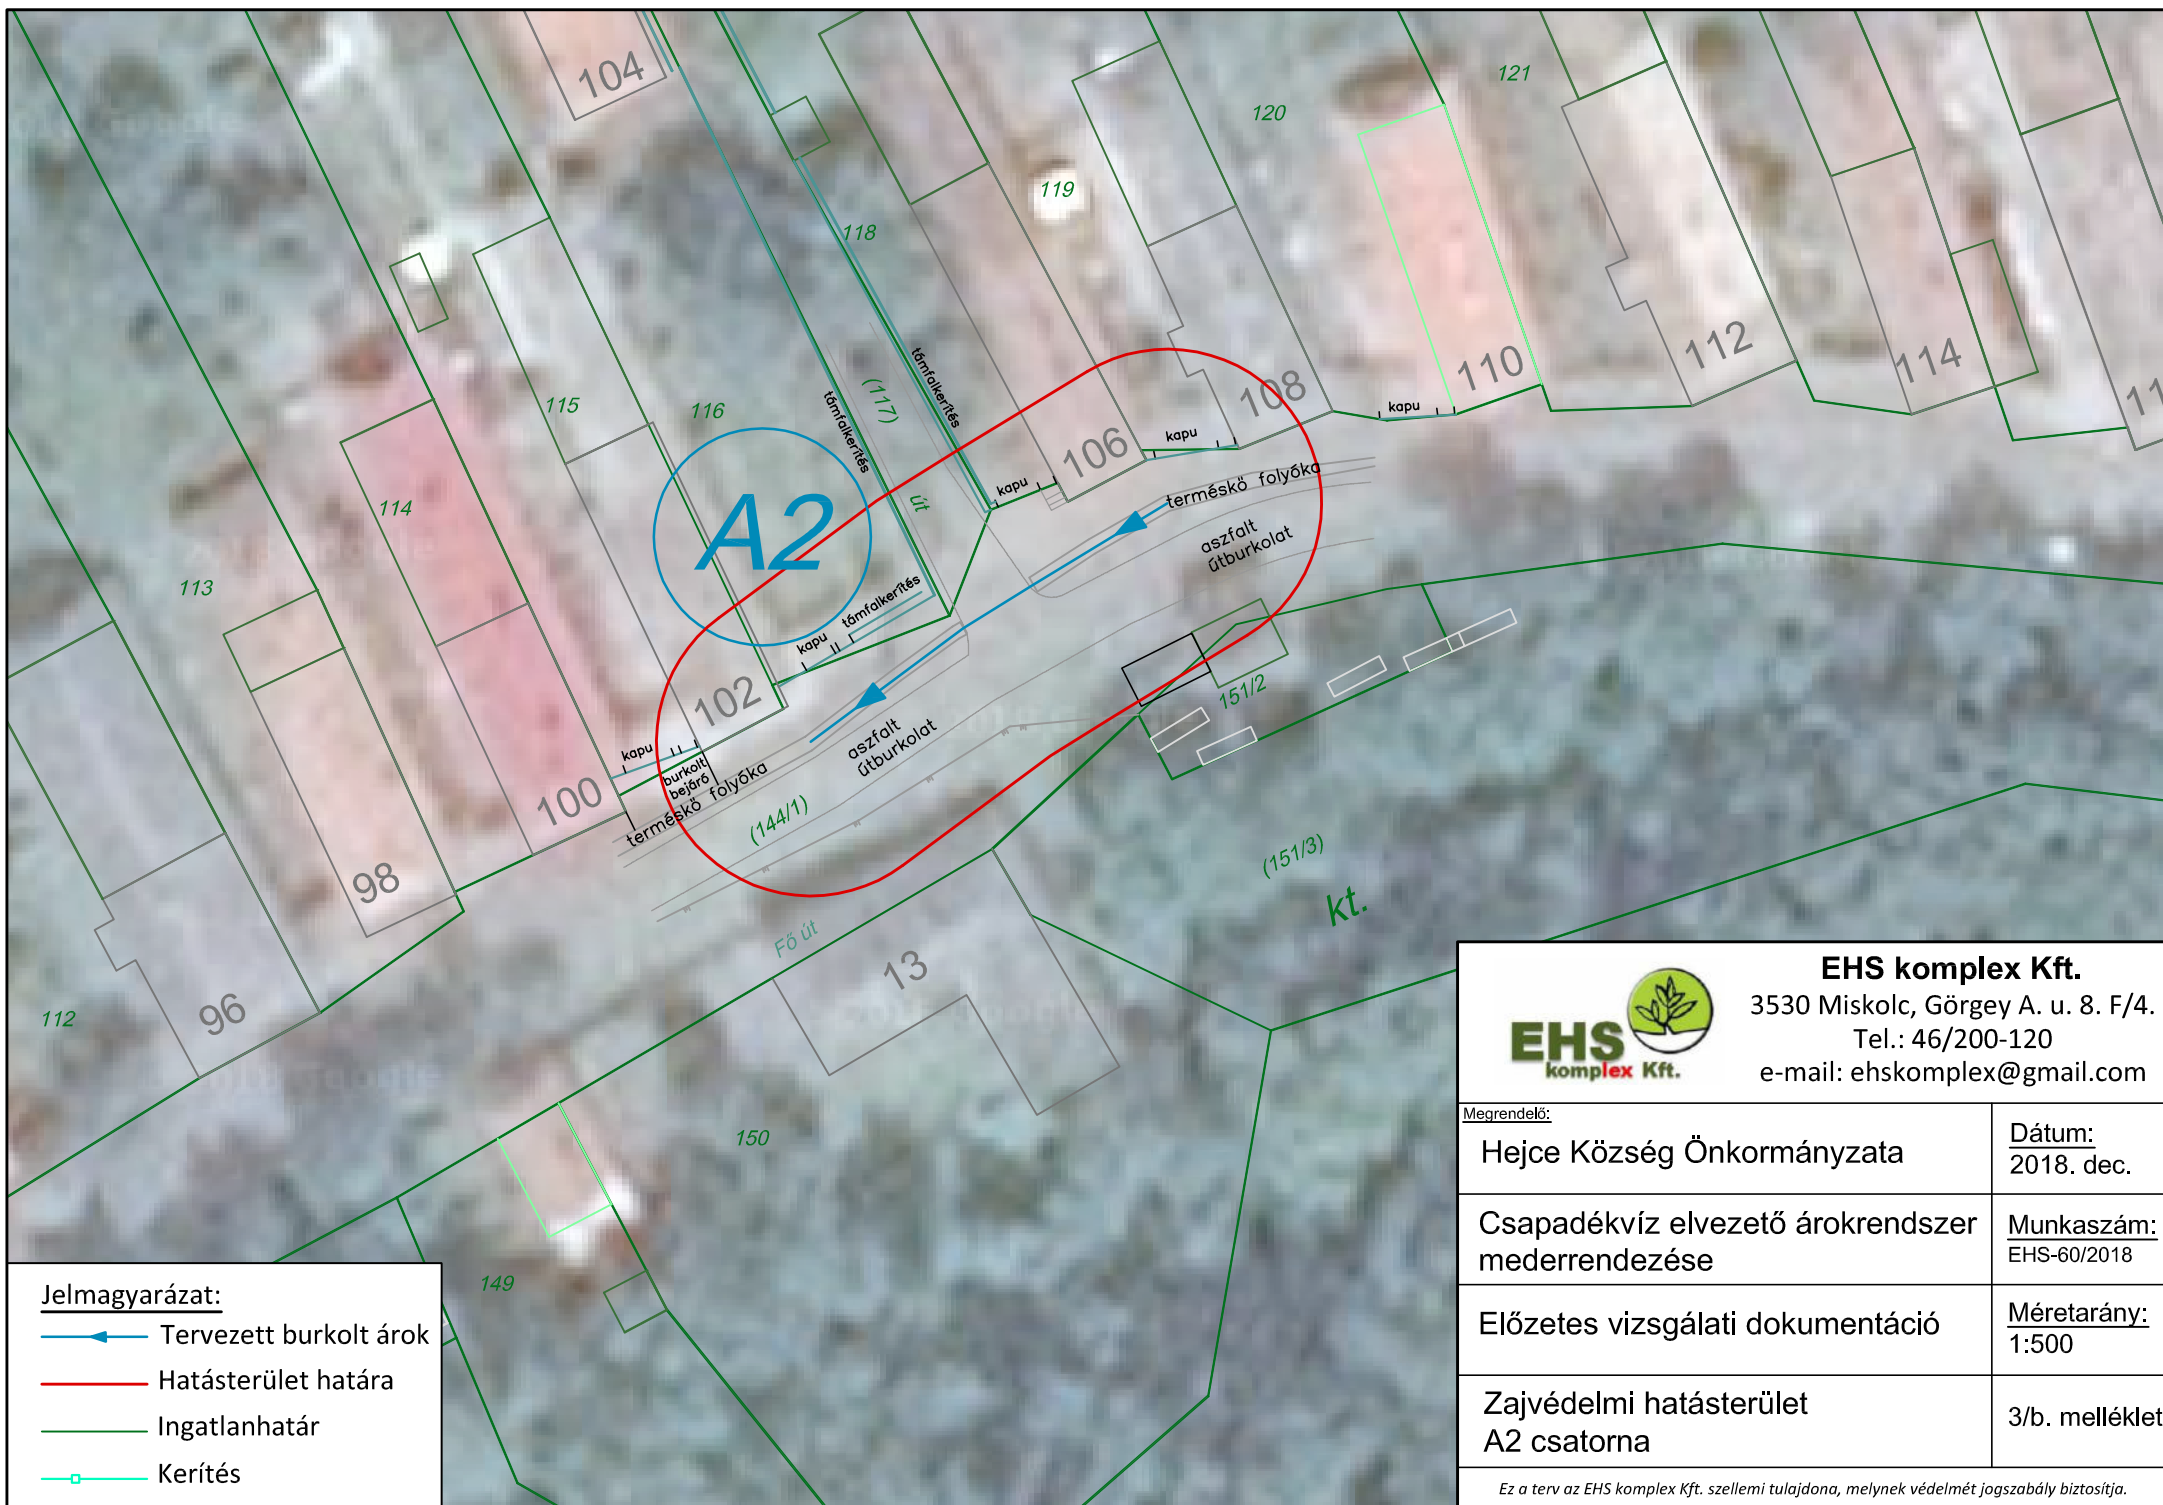 104
121
120
119
118
115
116
(117)
támfalkerítés
támfalkerítés
út
A2
114
113
110
112
114
108
106
kapu
kapu
kapu
terméskő folyóka
aszfalt
útburkolat
támfalkerítés
kapu
102
151/2
aszfalt
útburkolat
kapu
burkolt
bejáró
terméskő folyóka
100
(144/1)
98
(151/3)
kt.
Fő út
13
96
112
150
149
Jelmagyarázat:
Tervezett burkolt árok
Hatásterület határa
Ingatlanhatár
Kerítés
EHS
komplex Kft.
EHS komplex Kft.
3530 Miskolc, Görgey A. u. 8. F/4.
Tel.: 46/200-120
e-mail: ehskomplex@gmail.com
Megrendelő:
Hejce Község Önkormányzata
Dátum:
2018. dec.
Csapadékvíz elvezető árokrendszer
mederrendezése
Munkaszám:
EHS-60/2018
Előzetes vizsgálati dokumentáció
Méretarány:
1:500
Zajvédelmi hatásterület
A2 csatorna
3/b. melléklet
Ez a terv az EHS komplex Kft. szellemi tulajdona, melynek védelmét jogszabály biztosítja.